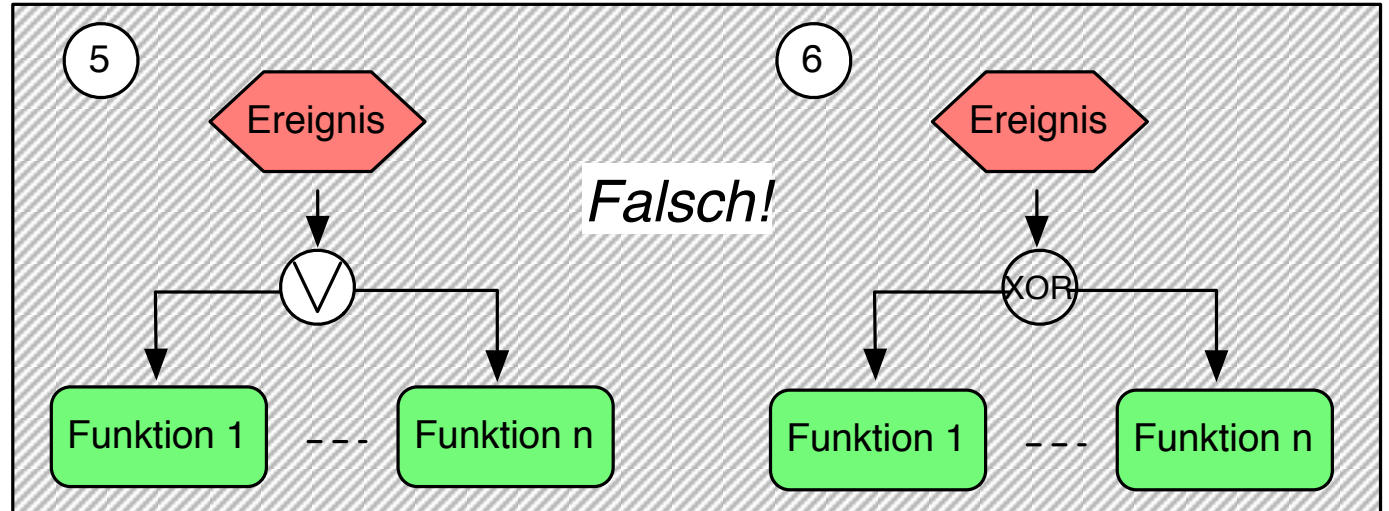 5
6
Ereignis
Ereignis
Falsch!
V
XOR
Funktion 1
Funktion n
Funktion 1
Funktion n